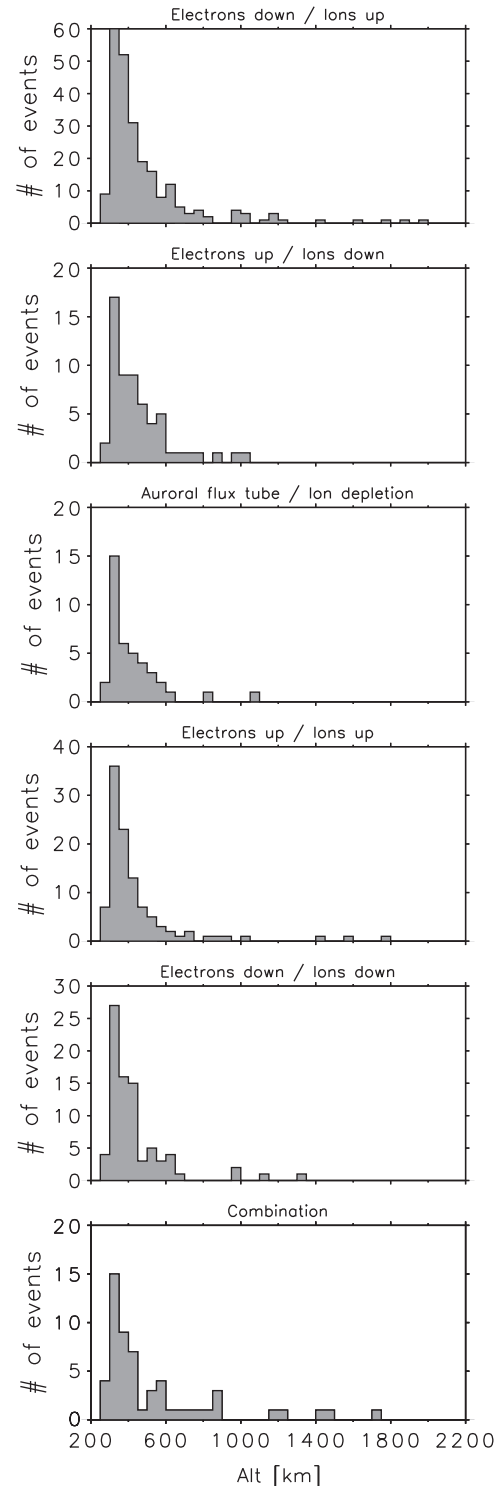 Electrons down / Ions up
60
50
40
30
20
10
0
# of events
Electrons up / Ions down
20
15
10
5
0
# of events
Auroral flux tube / Ion depletion
20
15
10
5
0
# of events
Electrons up / Ions up
40
30
20
10
0
# of events
Electrons down / Ions down
30
25
20
15
10
5
0
# of events
Combination
20
15
10
5
0
# of events
200 600 1000 1400 1800 2200
Alt [km]